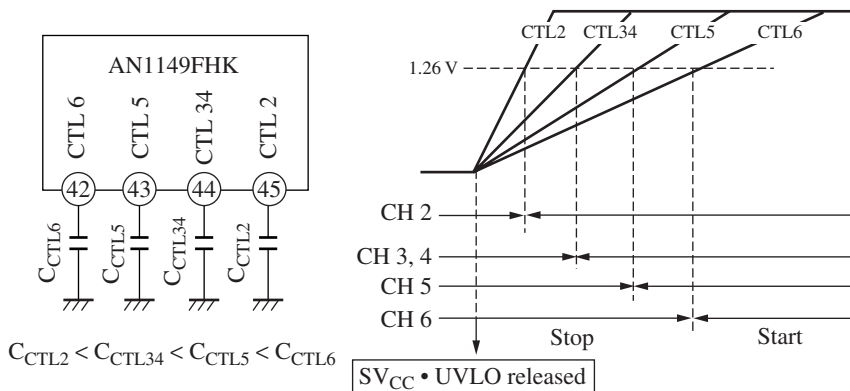 AN1149FHK
CTL 6
CTL 5
CTL 34
CTL 2
42
43
44
45
CCTL6
CCTL5
CCTL34
CCTL2
CCTL2 < CCTL34 < CCTL5 < CCTL6
CTL2
CTL34
CTL5
CTL6
1.26 V
CH 2
CH 3, 4
CH 5
CH 6
Stop
Start
SVCC • UVLO released